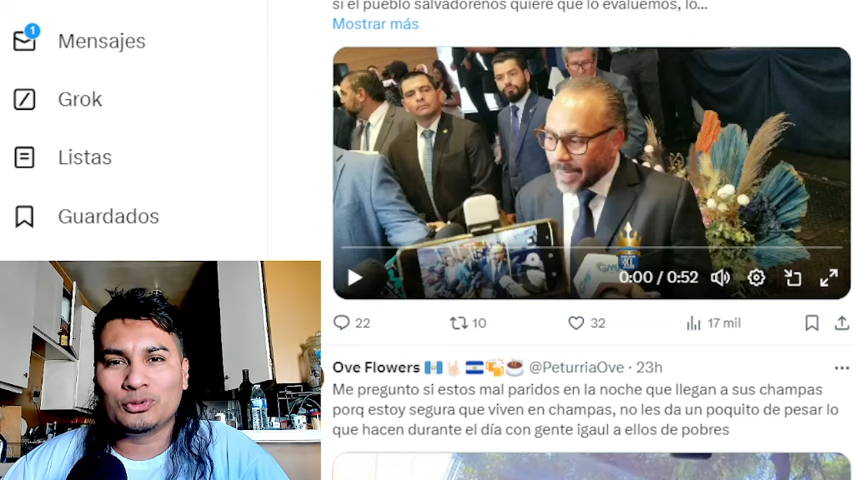 si el pueblo salvadoreños quiere que lo evaluemos, lo...
Mostrar más
1
Mensajes
Grok
Listas
Guardados
0:00 / 0:52
22
10
32
17 mil
Ove Flowers @PeturriaOve · 23h
Me pregunto si estos mal paridos en la noche que llegan a sus champas
porq estoy segura que viven en champas, no les da un poquito de pesar lo
que hacen durante el día con gente igaul a ellos de pobres